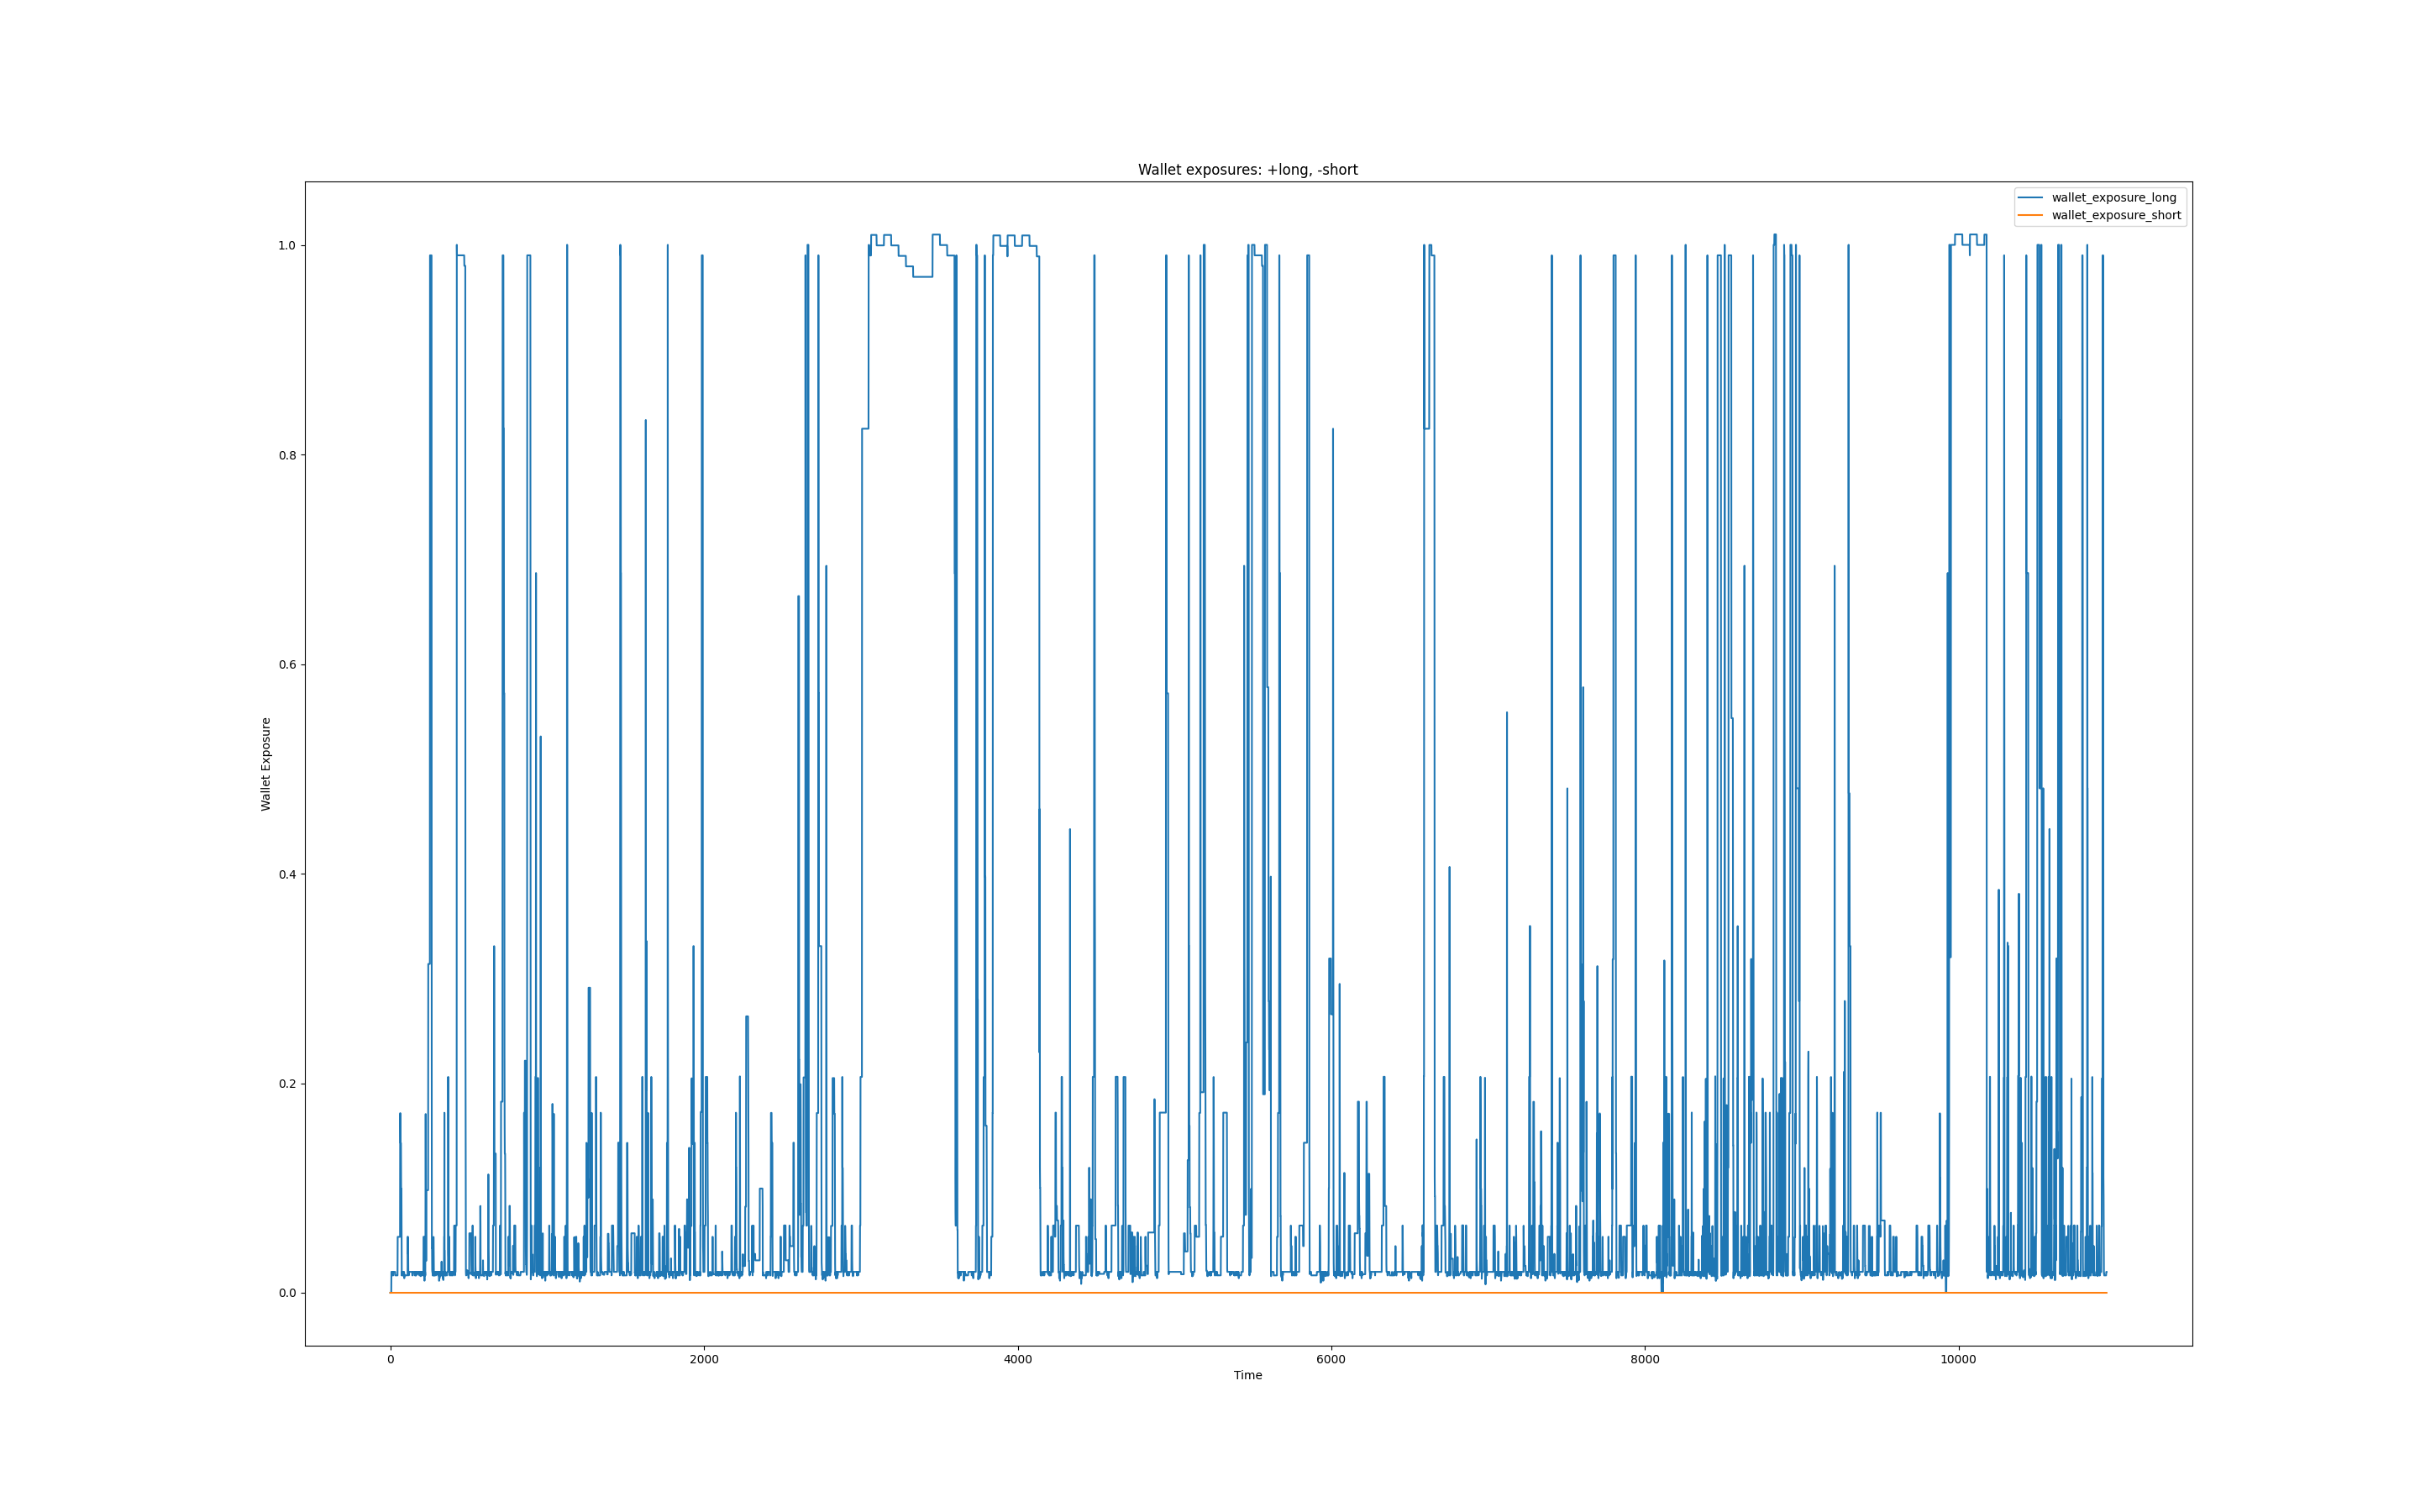 Wallet exposures: +long, -short
wallet_exposure_long
wallet_exposure_short
1.0
0.8
0.6
0.4
0.2
0.0
Wallet Exposure
0 2000 4000 6000 8000 10000
Time